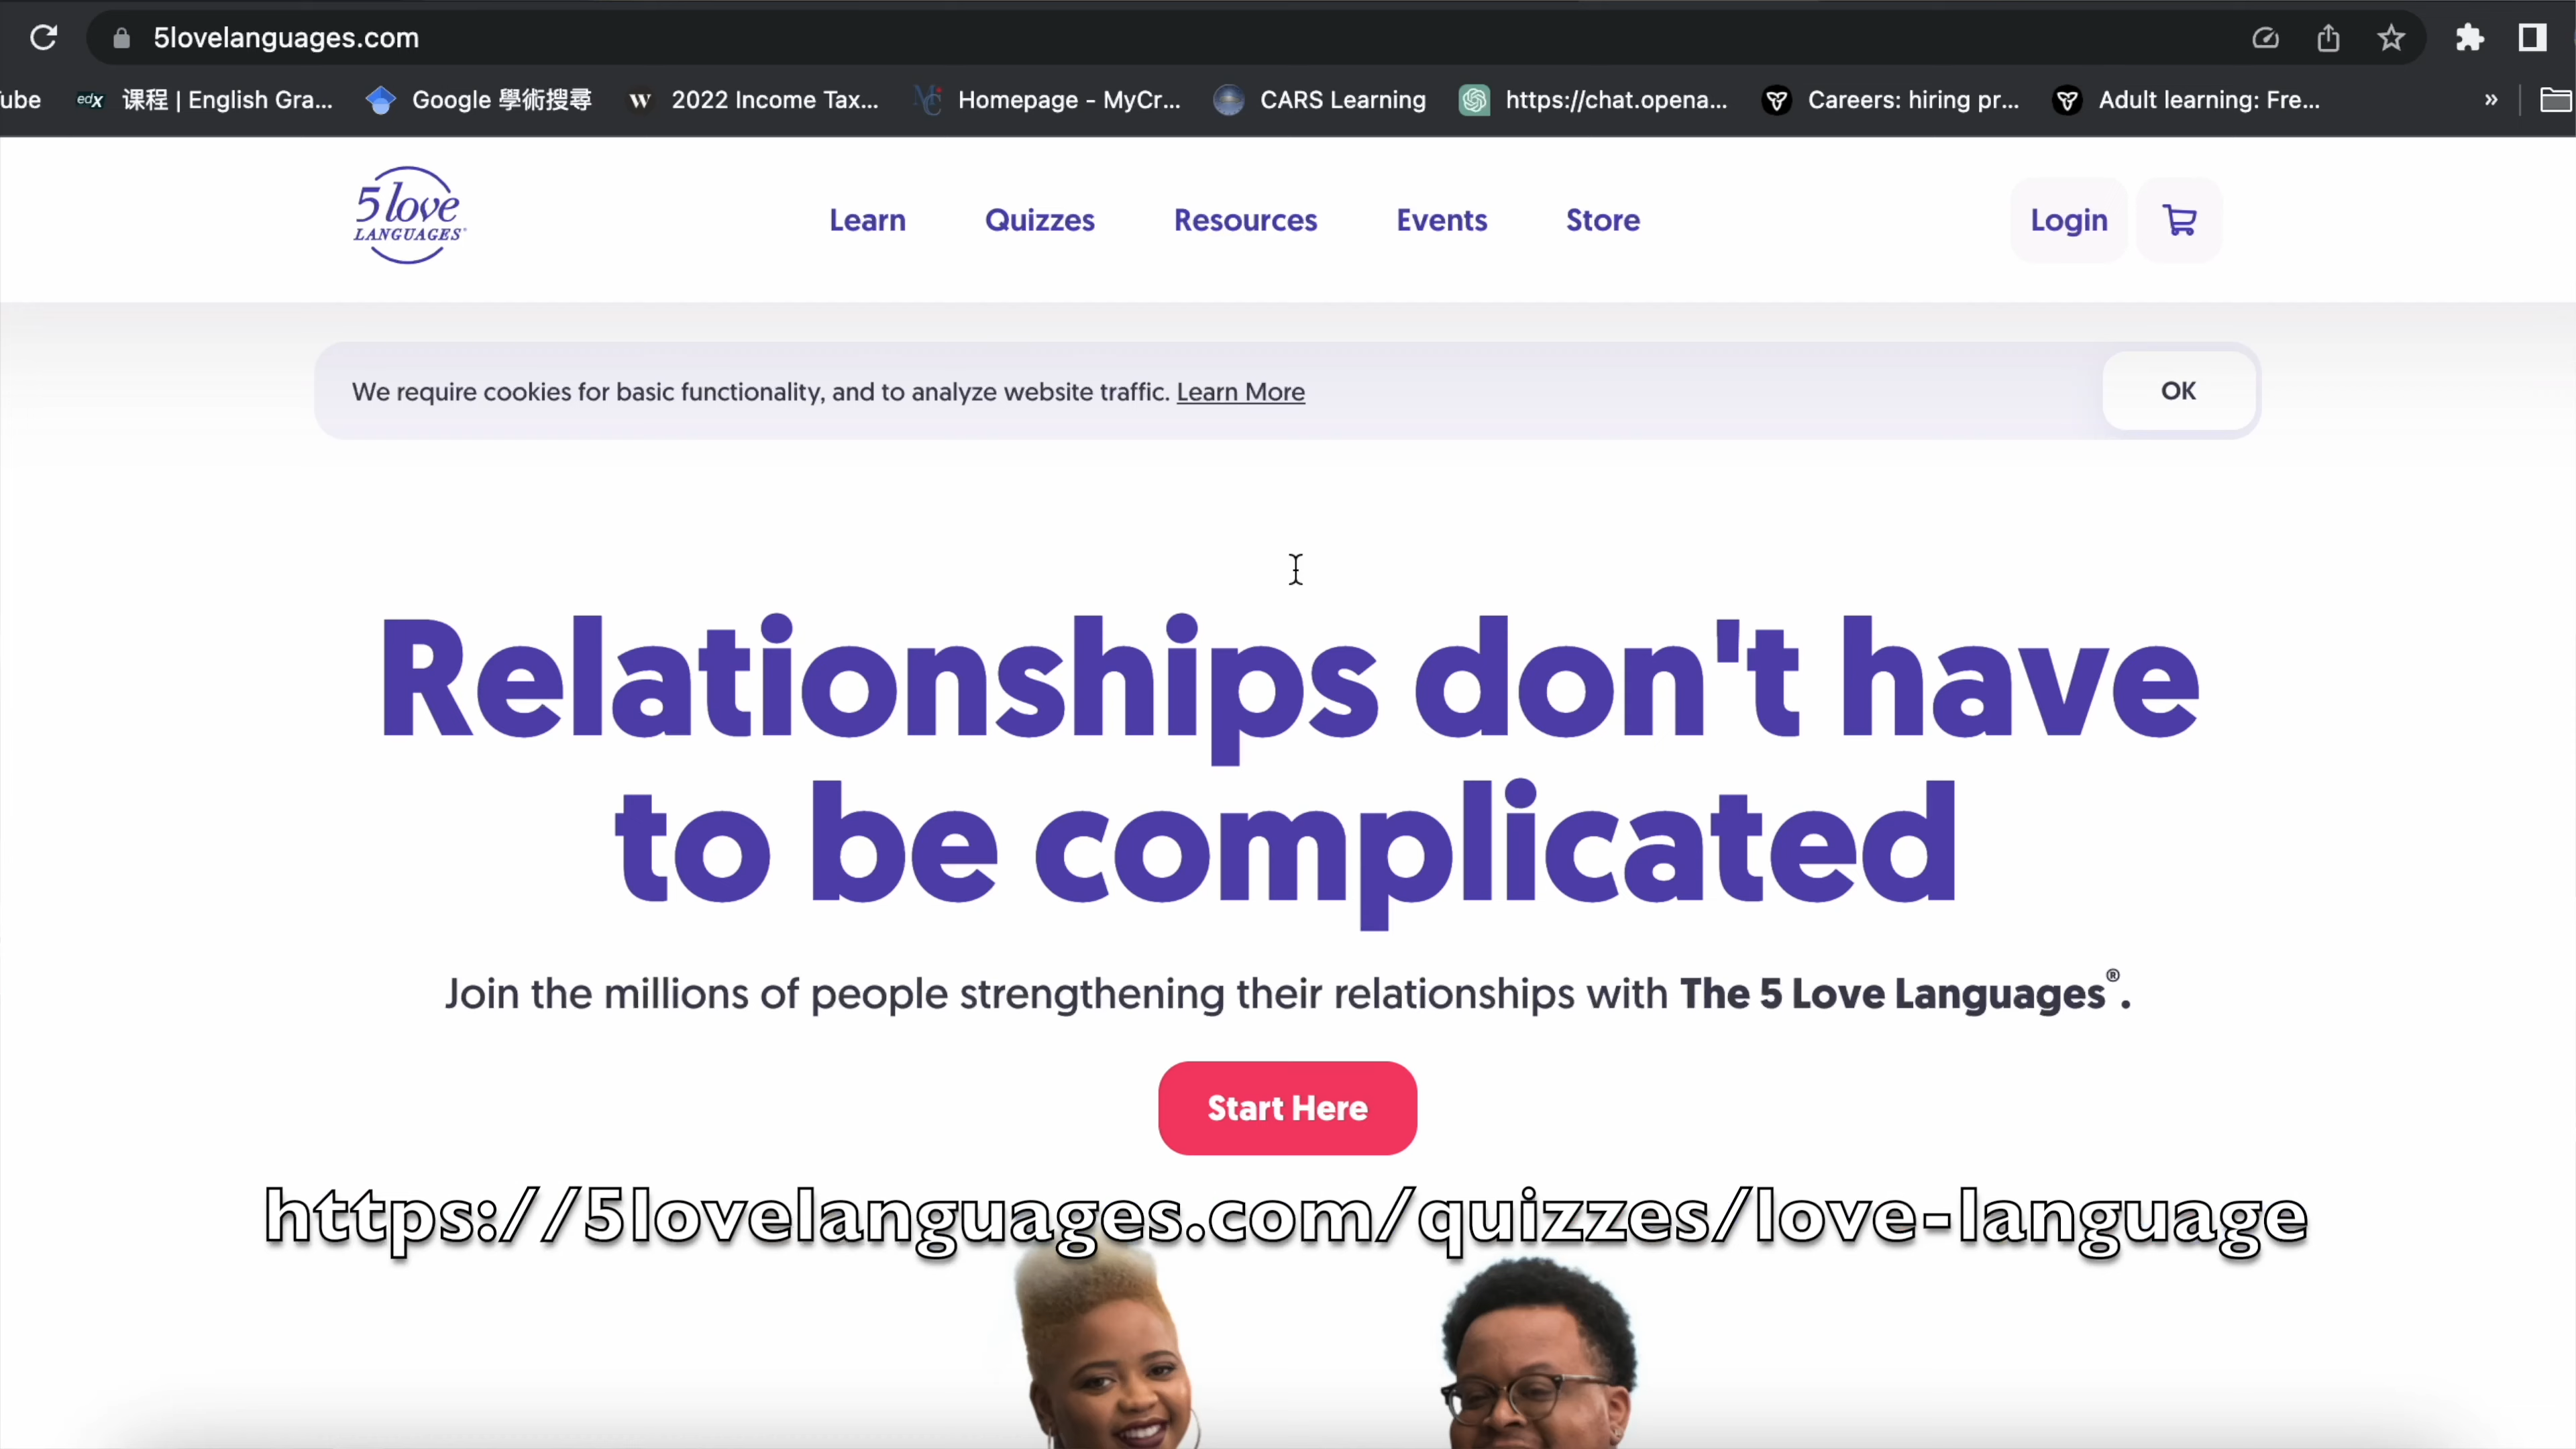 5lovelanguages.com
ube edX 课程 | English Gra... Google 學術搜尋 W 2022 Income Tax... MC Homepage - MyCr... CARS Learning https://chat.opena... Careers: hiring pr... Adult learning: Fre... »
5 love
LANGUAGES®
Learn Quizzes Resources Events Store Login
We require cookies for basic functionality, and to analyze website traffic. Learn More OK
Relationships don't have
to be complicated
Join the millions of people strengthening their relationships with The 5 Love Languages®.
Start Here
https://5lovelanguages.com/quizzes/love-language